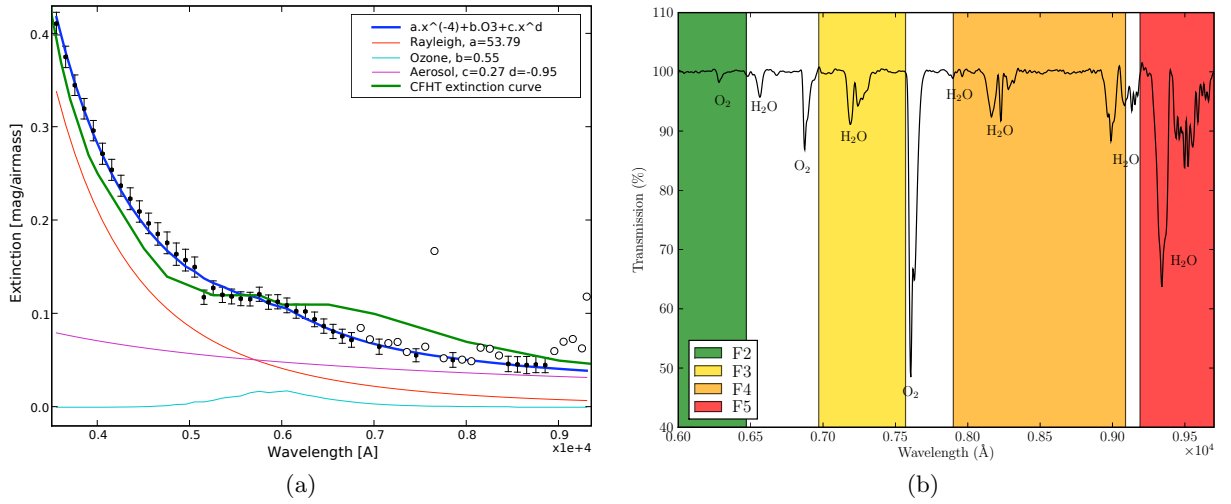 a.x^(-4)+b.O3+c.x^d
Rayleigh, a=53.79
Ozone, b=0.55
Aerosol, c=0.27 d=-0.95
CFHT extinction curve
Extinction [mag/airmass]
0.4
0.3
0.2
0.1
0.0
0.4 0.5 0.6 0.7 0.8 0.9
x1e+4
Wavelength [A]
(a)
Transmission (%)
110
100
90
80
70
60
50
40
O₂
H₂O
O₂
H₂O
O₂
H₂O
H₂O
H₂O
H₂O
F2
F3
F4
F5
0.60 0.65 0.70 0.75 0.80 0.85 0.90 0.95
×10⁴
Wavelength (Å)
(b)